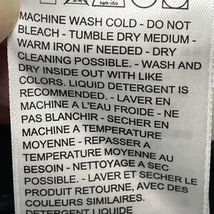 MACHINE WASH COLD - DO NOT
BLEACH - TUMBLE DRY MEDIUM -
WARM IRON IF NEEDED - DRY
CLEANING POSSIBLE. - WASH AND
DRY INSIDE OUT WITH LIKE
COLORS. LIQUID DETERGENT IS
RECOMMENDED. - LAVER EN
MACHINE A L'EAU FROIDE - NE
PAS BLANCHIR - SECHER EN
MACHINE A TEMPERATURE
MOYENNE - REPASSER A
TEMPERATURE MOYENNE AU
BESOIN - NETTOYAGE A SEC
POSSIBLE. - LAVER ET SECHER LE
PRODUIT RETOURNE, AVEC DES
COULEURS SIMILAIRES.
DETERGENT LIQUIDE